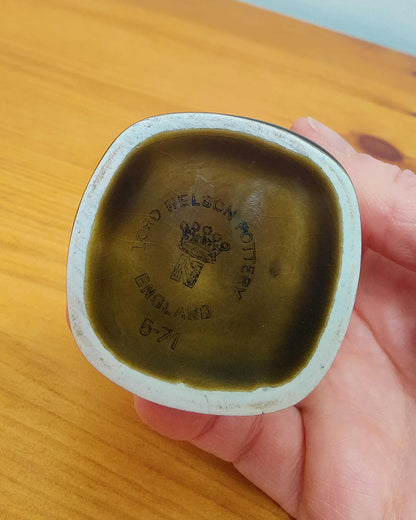 LORD NELSON POTTERY
N
ENGLAND
5-71